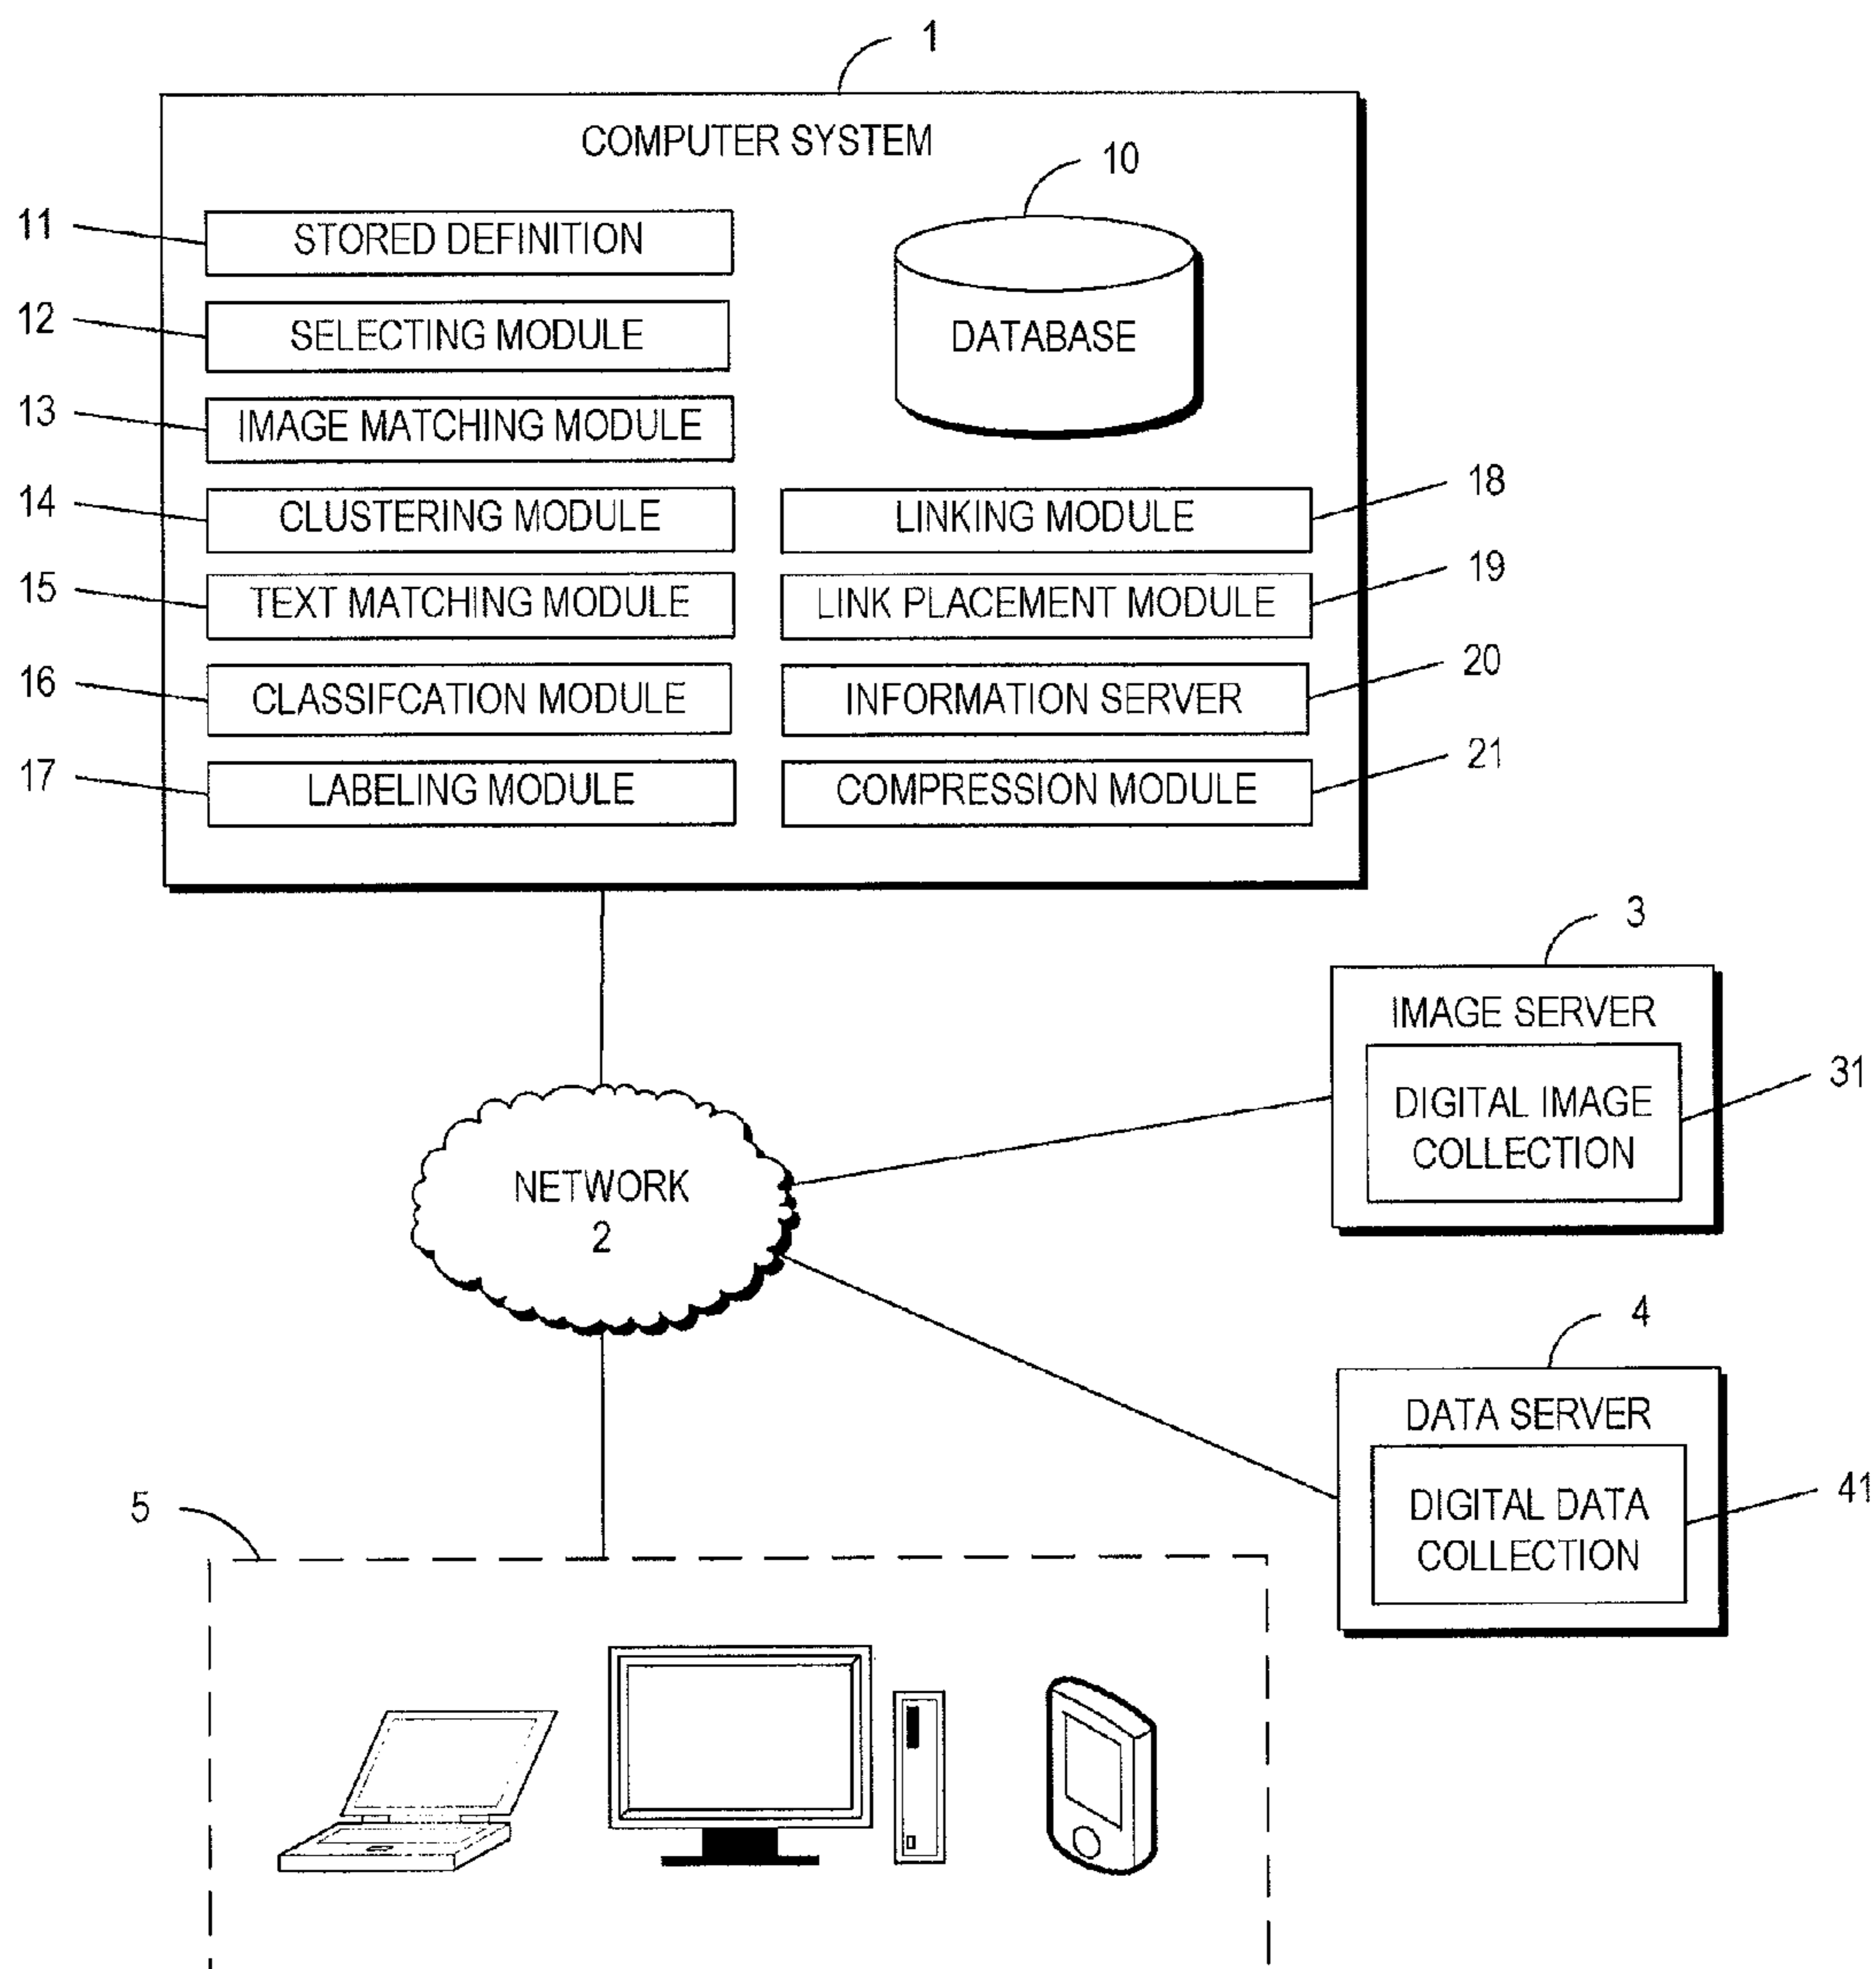 1
COMPUTER SYSTEM
10
11
STORED DEFINITION
12
SELECTING MODULE
DATABASE
13
IMAGE MATCHING MODULE
14
CLUSTERING MODULE
LINKING MODULE
18
15
TEXT MATCHING MODULE
LINK PLACEMENT MODULE
19
16
CLASSIFCATION MODULE
INFORMATION SERVER
20
17
LABELING MODULE
COMPRESSION MODULE
21
3
IMAGE SERVER
DIGITAL IMAGE
COLLECTION
31
NETWORK
2
4
DATA SERVER
DIGITAL DATA
COLLECTION
41
5